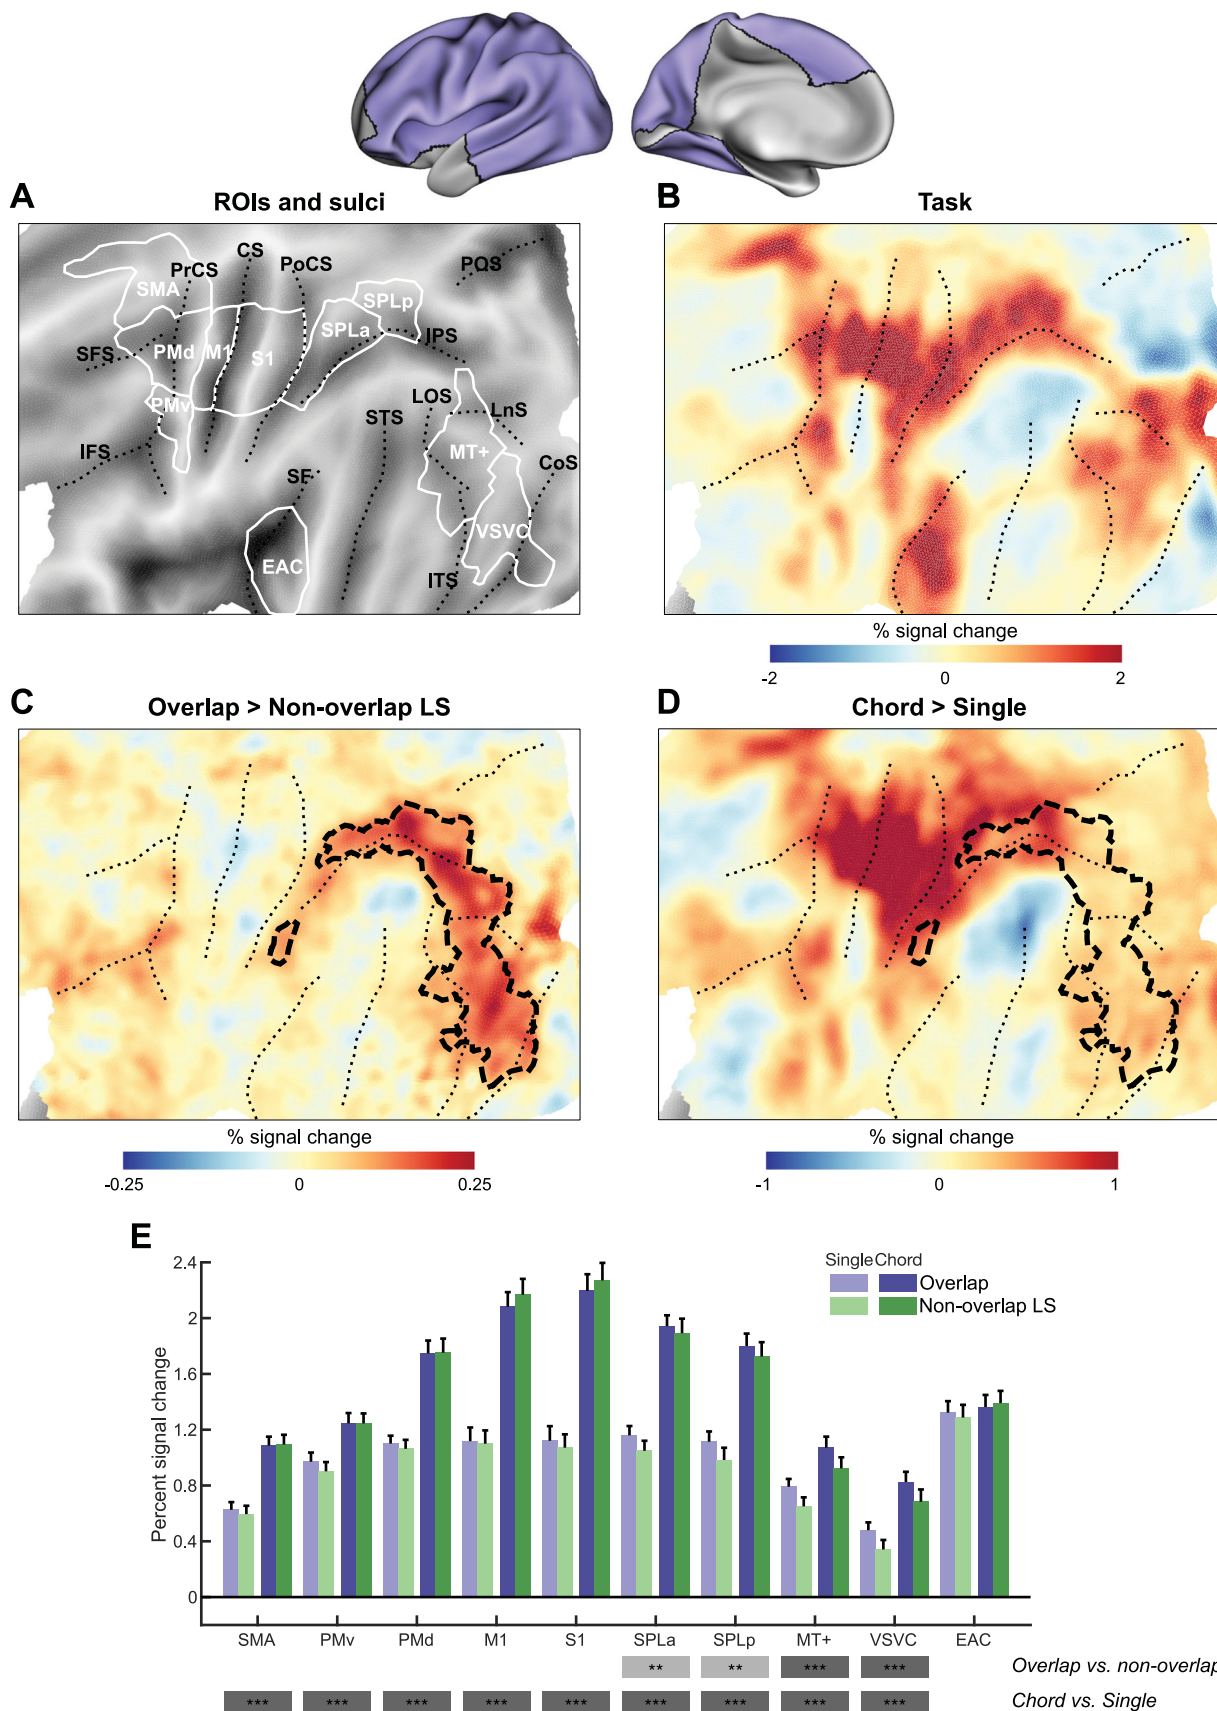 A ROIs and sulci
CS
PrCS
PoCS
POS
SMA
SPLp
SPLa
IPS
SFS
PMd
M1
S1
PMv
STS
LOS
LnS
IFS
MT+
CoS
SF
VSVC
EAC
ITS
B Task
% signal change
-2 0 2
C Overlap > Non-overlap LS
% signal change
-0.25 0 0.25
D Chord > Single
% signal change
-1 0 1
E
Percent signal change
2.4
2
1.6
1.2
0.8
0.4
0
Single Chord
Overlap
Non-overlap LS
SMA PMv PMd M1 S1 SPLa SPLp MT+ VSVC EAC
** ** *** *** Overlap vs. non-overlap
*** *** *** *** *** *** *** *** *** Chord vs. Single